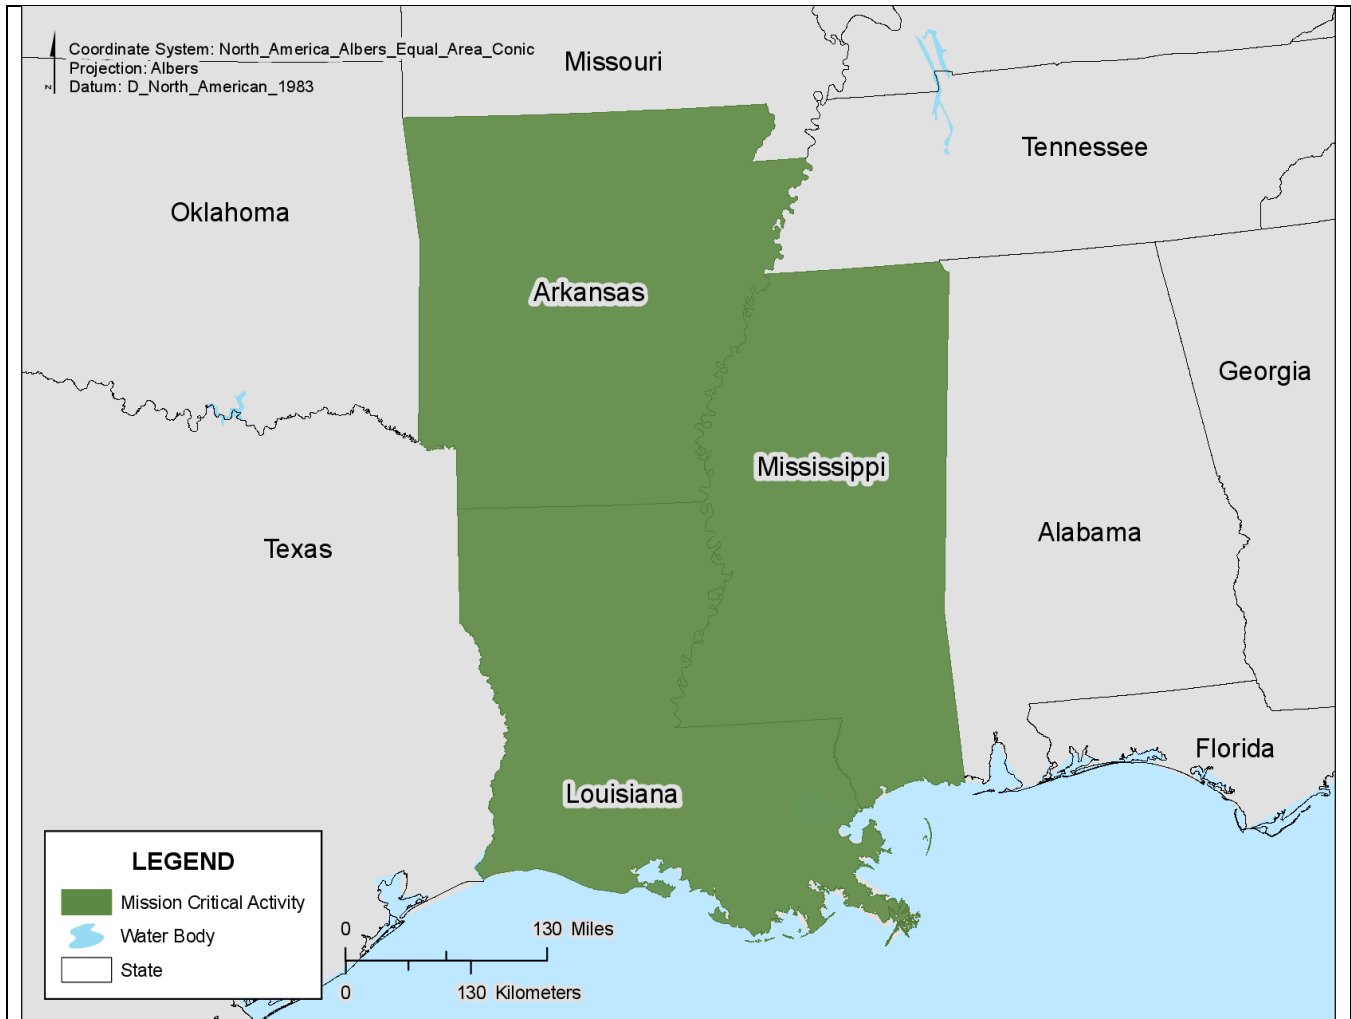 Coordinate System: North_America_Albers_Equal_Area_Conic
Projection: Albers
Datum: D_North_American_1983
N
Missouri
Tennessee
Oklahoma
Arkansas
Georgia
Mississippi
Alabama
Texas
Florida
Louisiana
LEGEND
Mission Critical Activity
Water Body
State
0 130 Miles
0 130 Kilometers